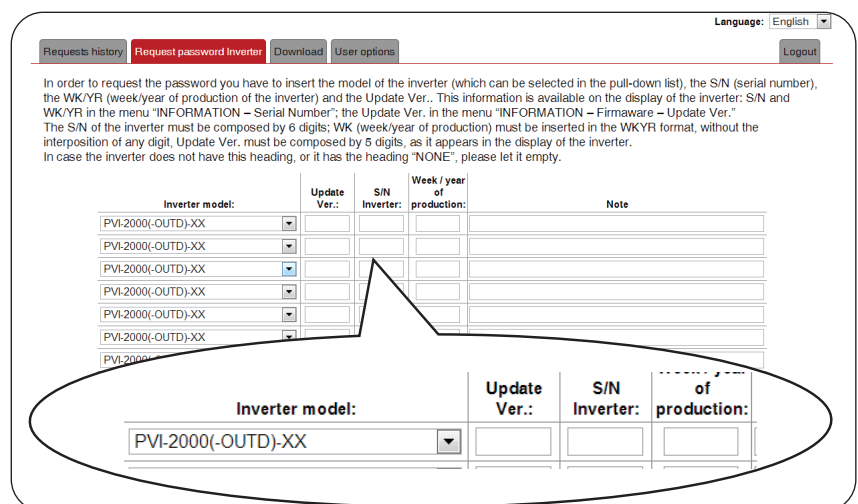 Language: English
Requests history Request password Inverter Download User options Logout
In order to request the password you have to insert the model of the inverter (which can be selected in the pull-down list), the S/N (serial number),
the WK/YR (week/year of production of the inverter) and the Update Ver.. This information is available on the display of the inverter: S/N and
WK/YR in the menu “INFORMATION – Serial Number”; the Update Ver. in the menu “INFORMATION – Firmaware – Update Ver.”
The S/N of the inverter must be composed by 6 digits; WK (week/year of production) must be inserted in the WKYR format, without the
interposition of any digit, Update Ver. must be composed by 5 digits, as it appears in the display of the inverter.
In case the inverter does not have this heading, or it has the heading “NONE”, please let it empty.
Inverter model: Update Ver.: S/N Inverter: Week / year of production: Note
PVI-2000(-OUTD)-XX
PVI-2000(-OUTD)-XX
PVI-2000(-OUTD)-XX
PVI-2000(-OUTD)-XX
PVI-2000(-OUTD)-XX
PVI-2000(-OUTD)-XX
PVI-2000
Inverter model: Update Ver.: S/N Inverter: of production:
PVI-2000(-OUTD)-XX